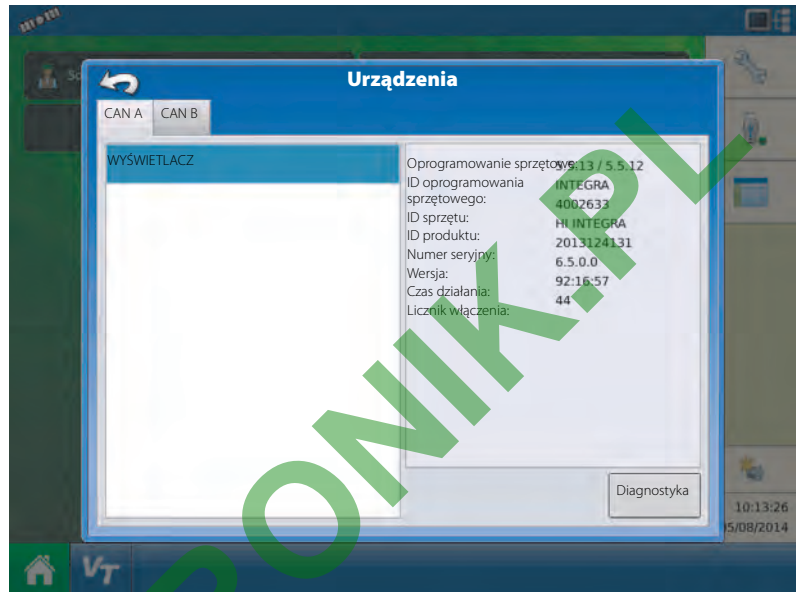 Urządzenia
CAN A CAN B
WYŚWIETLACZ
Oprogramowanie sprzętowe: 5.5.13 / 5.5.12
ID oprogramowania
sprzętowego:
INTEGRA
ID sprzętu:
4002633
ID produktu:
HI INTEGRA
Numer seryjny:
2013124131
Wersja:
6.5.0.0
Czas działania:
92:16:57
Licznik włączenia:
44
Diagnostyka
10:13:26
05/08/2014
VT
PONIK.PL